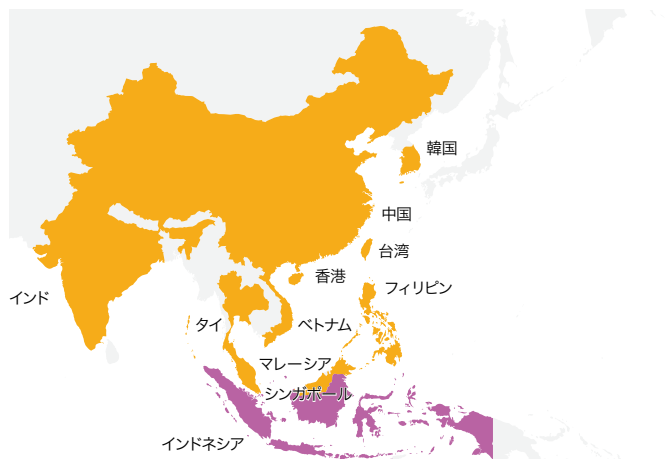 韓国
中国
台湾
香港
フィリピン
インド
タイ
ベトナム
マレーシア
シンガポール
インドネシア